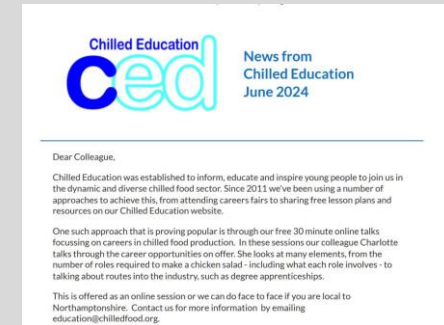 Chilled Education
ced
News from
Chilled Education
June 2024
Dear Colleague,
Chilled Education was established to inform, educate and inspire young people to join us in
the dynamic and diverse chilled food sector. Since 2011 we've been using a number of
approaches to achieve this, from attending careers fairs to sharing free lesson plans and
resources on our Chilled Education website.
One such approach that is proving popular is through our free 30 minute online talks
focussing on careers in chilled food production. In these sessions our colleague Charlotte
talks through the career opportunities on offer. She looks at many elements, from the
number of roles required to make a chicken salad - including what each role involves - to
talking about routes into the industry, such as degree apprenticeships.
This is offered as an online session or we can do face to face if you are local to
Northamptonshire. Contact us for more information by emailing
education@chilledfood.org.